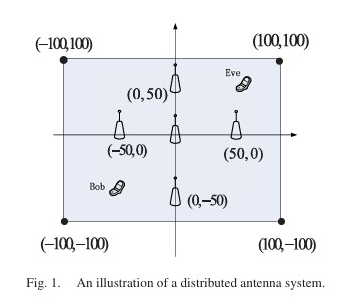 (–100,100)
(100,100)
Eve
(0,50)
(–50,0)
(50,0)
Bob
(0,–50)
(–100,–100)
(100,–100)
Fig. 1. An illustration of a distributed antenna system.